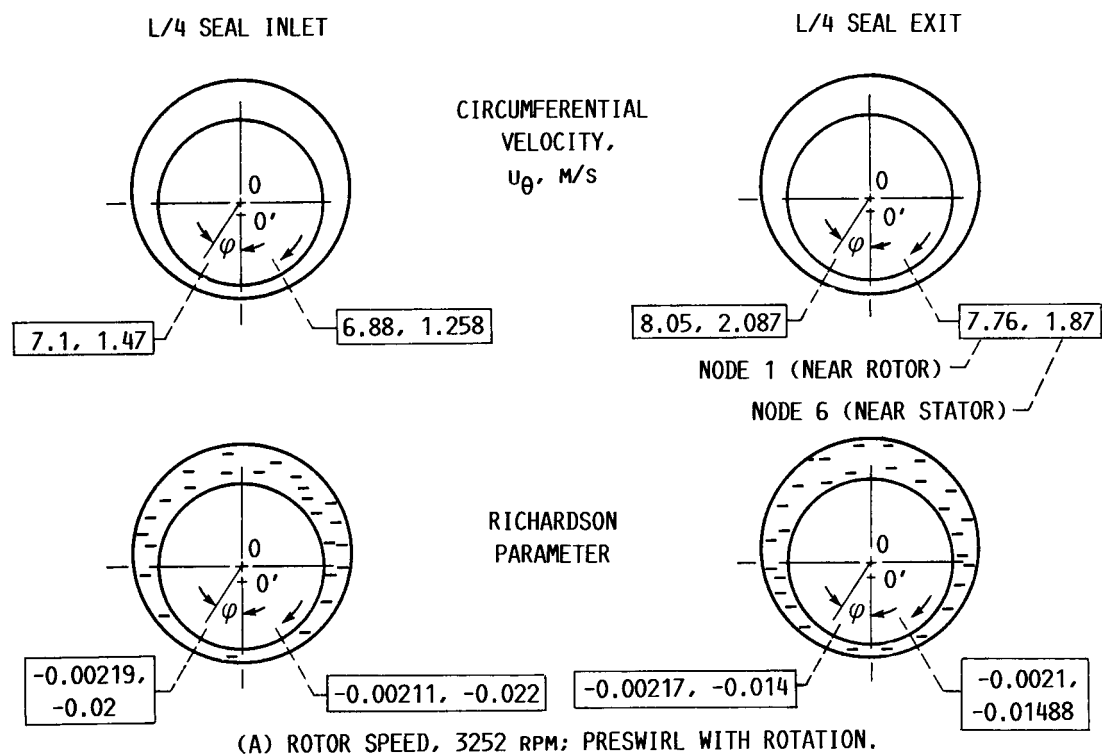 L/4 SEAL INLET
L/4 SEAL EXIT
CIRCUMFERENTIAL
VELOCITY,
uθ, M/S
O
O'
φ
7.1, 1.47
6.88, 1.258
O
O'
φ
8.05, 2.087
7.76, 1.87
NODE 1 (NEAR ROTOR)
NODE 6 (NEAR STATOR)
RICHARDSON
PARAMETER
O
O'
φ
-0.00219,
-0.02
-0.00211, -0.022
O
O'
φ
-0.00217, -0.014
-0.0021,
-0.01488
(A) ROTOR SPEED, 3252 RPM; PRESWIRL WITH ROTATION.